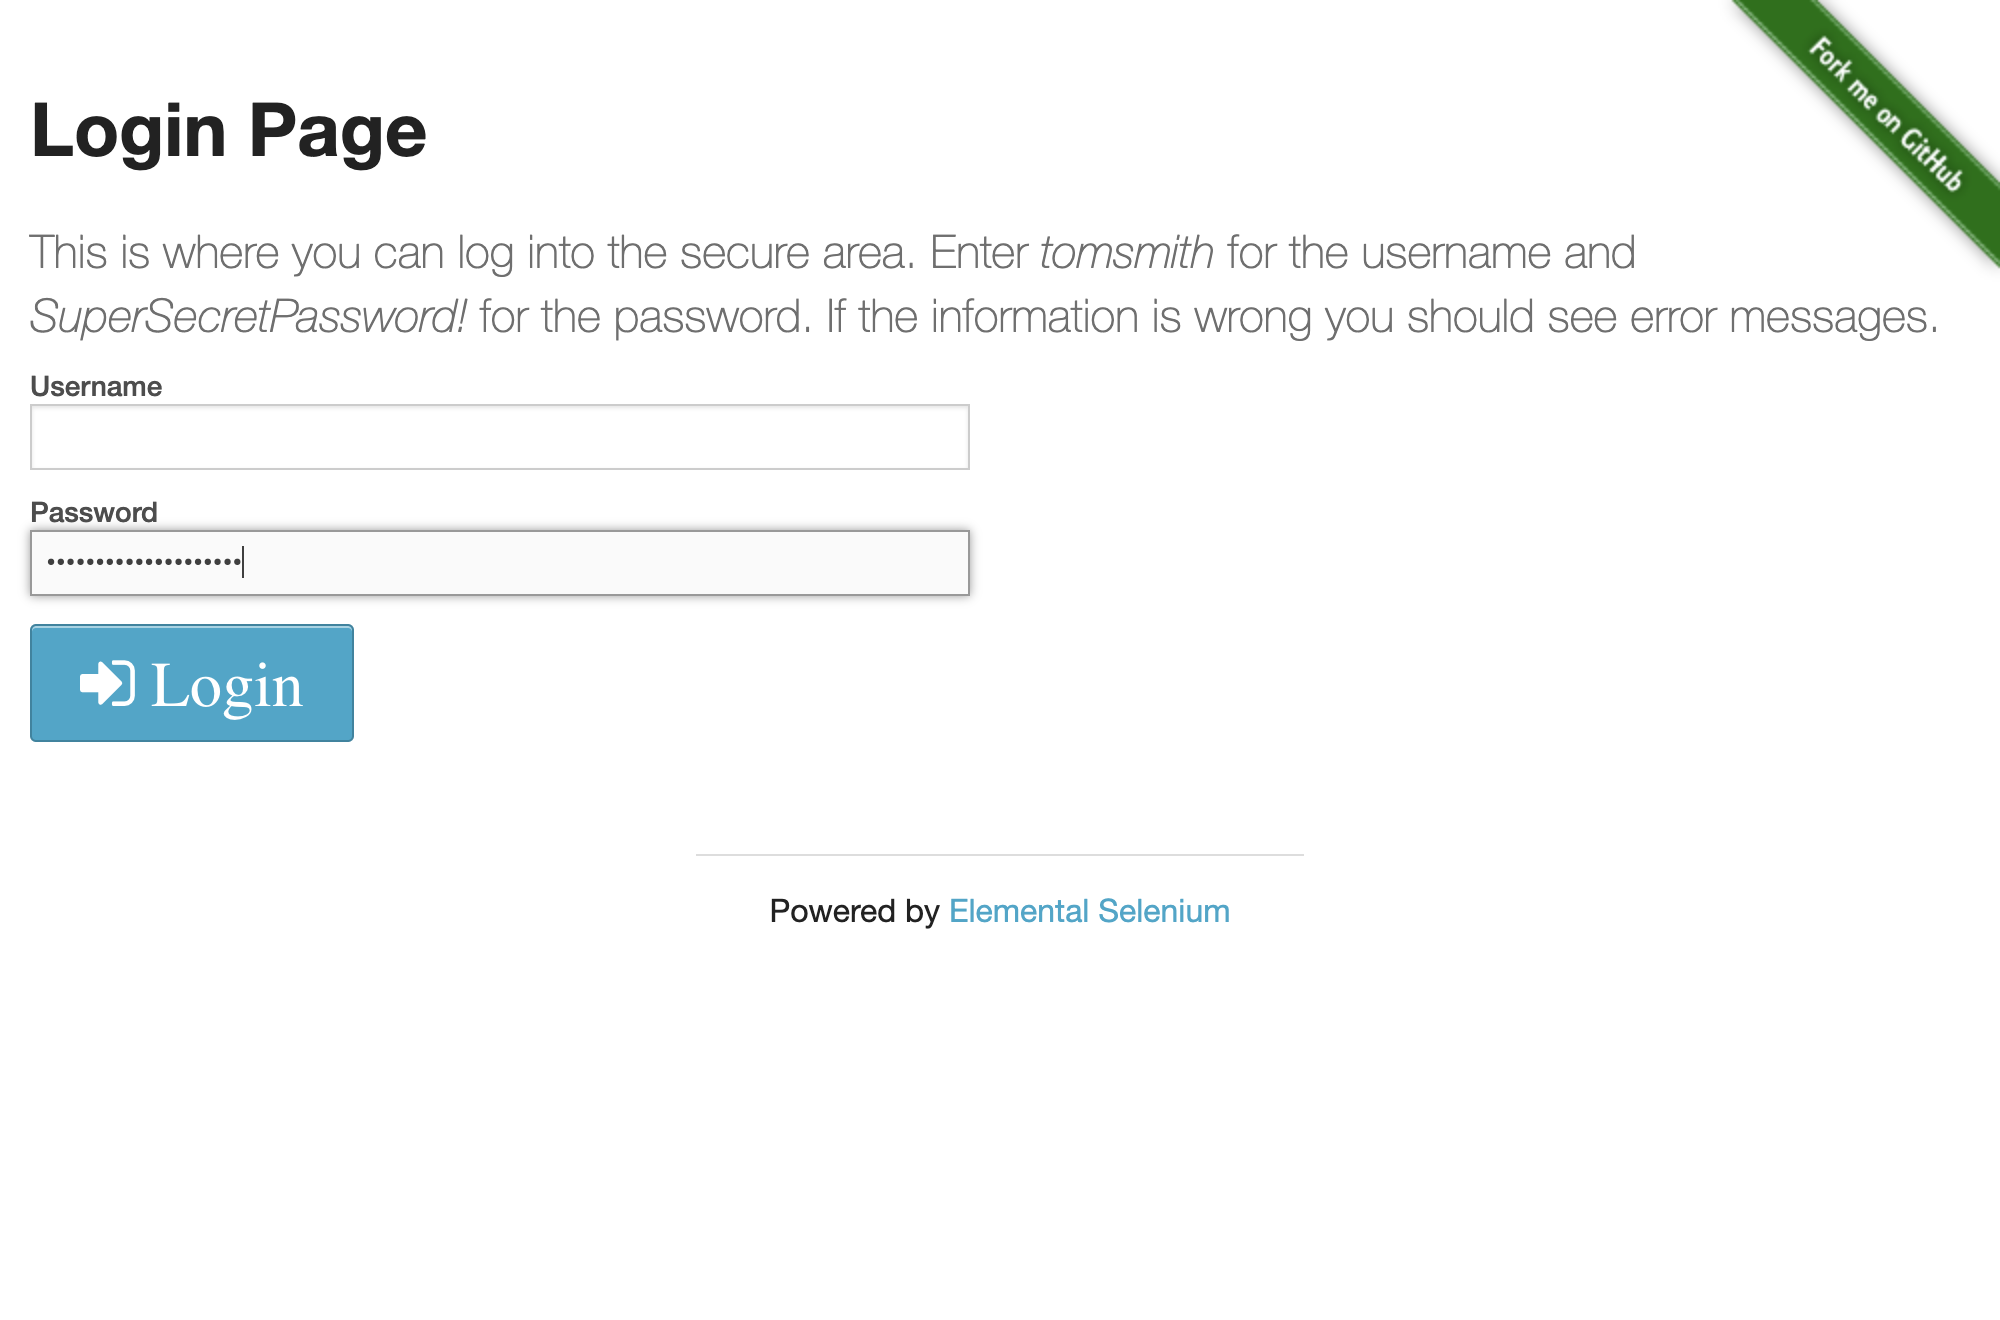 Fork me on GitHub
Login Page
This is where you can log into the secure area. Enter tomsmith for the username and
SuperSecretPassword! for the password. If the information is wrong you should see error messages.
Username
Password
••••••••••••••••••••
Login
Powered by Elemental Selenium